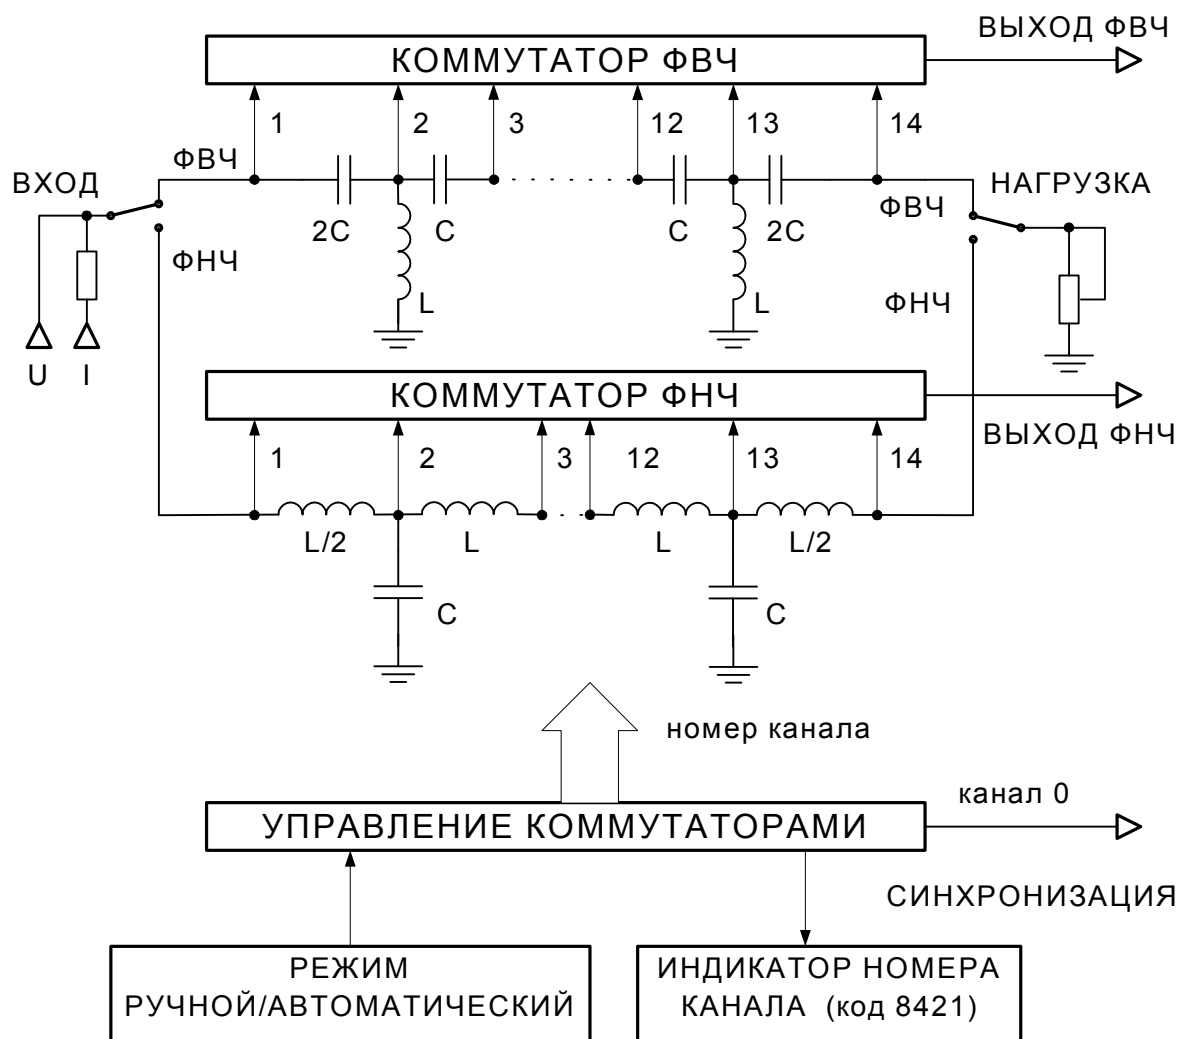 ВЫХОД ФВЧ
КОММУТАТОР ФВЧ
1
2
3
12
13
14
ФВЧ
ВХОД
НАГРУЗКА
ФВЧ
2C
C
C
2C
ФНЧ
L
L
ФНЧ
U
I
КОММУТАТОР ФНЧ
ВЫХОД ФНЧ
1
2
3
12
13
14
L/2
L
L
L/2
C
C
номер канала
канал 0
УПРАВЛЕНИЕ КОММУТАТОРАМИ
СИНХРОНИЗАЦИЯ
РЕЖИМ
РУЧНОЙ/АВТОМАТИЧЕСКИЙ
ИНДИКАТОР НОМЕРА
КАНАЛА (код 8421)